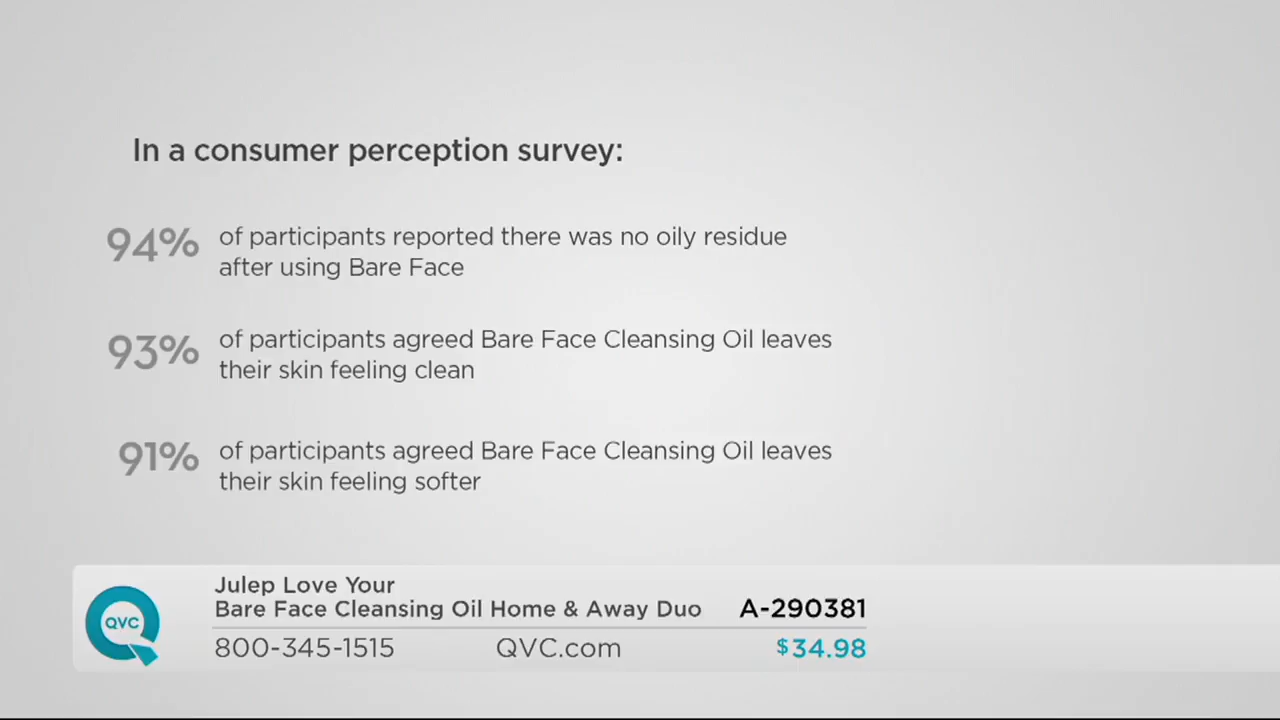 In a consumer perception survey:
94% of participants reported there was no oily residue
after using Bare Face
93% of participants agreed Bare Face Cleansing Oil leaves
their skin feeling clean
91% of participants agreed Bare Face Cleansing Oil leaves
their skin feeling softer
QVC
Julep Love Your
Bare Face Cleansing Oil Home & Away Duo A-290381
800-345-1515 QVC.com $34.98